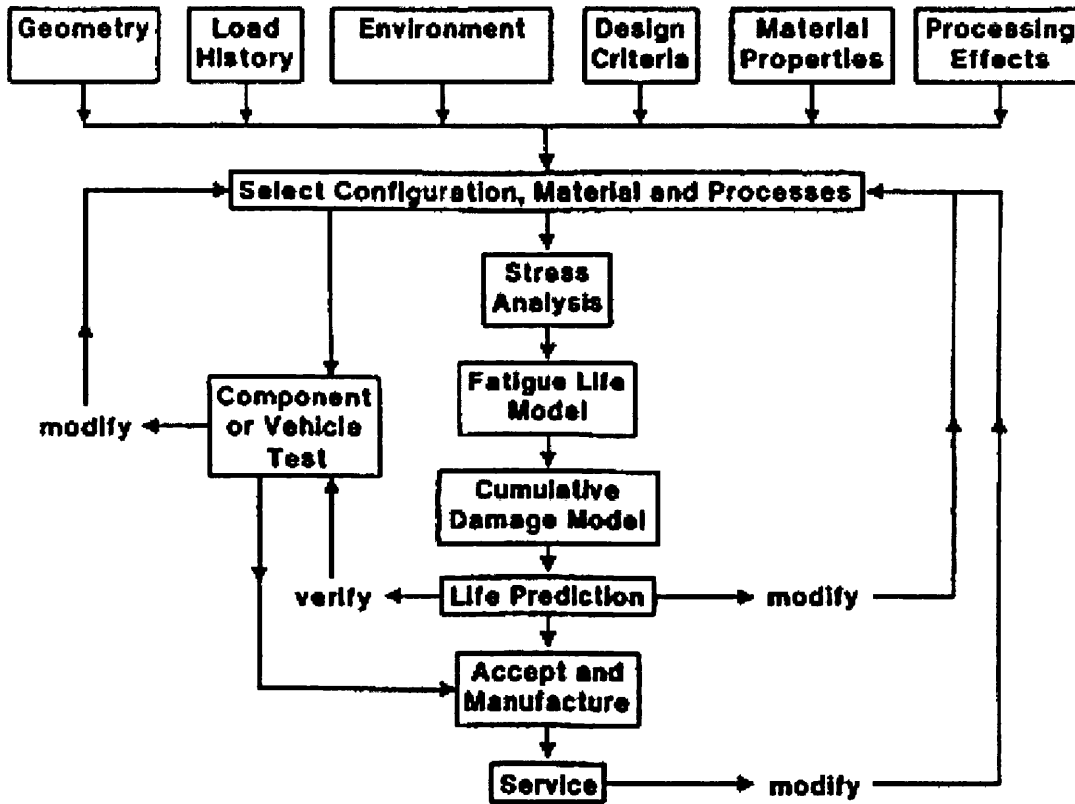 Geometry
Load
History
Environment
Design
Criteria
Material
Properties
Processing
Effects
Select Configuration, Material and Processes
Stress
Analysis
Fatigue Life
Model
Component
or Vehicle
Test
modify
Cumulative
Damage Model
verify
Life Prediction
modify
Accept and
Manufacture
Service
modify